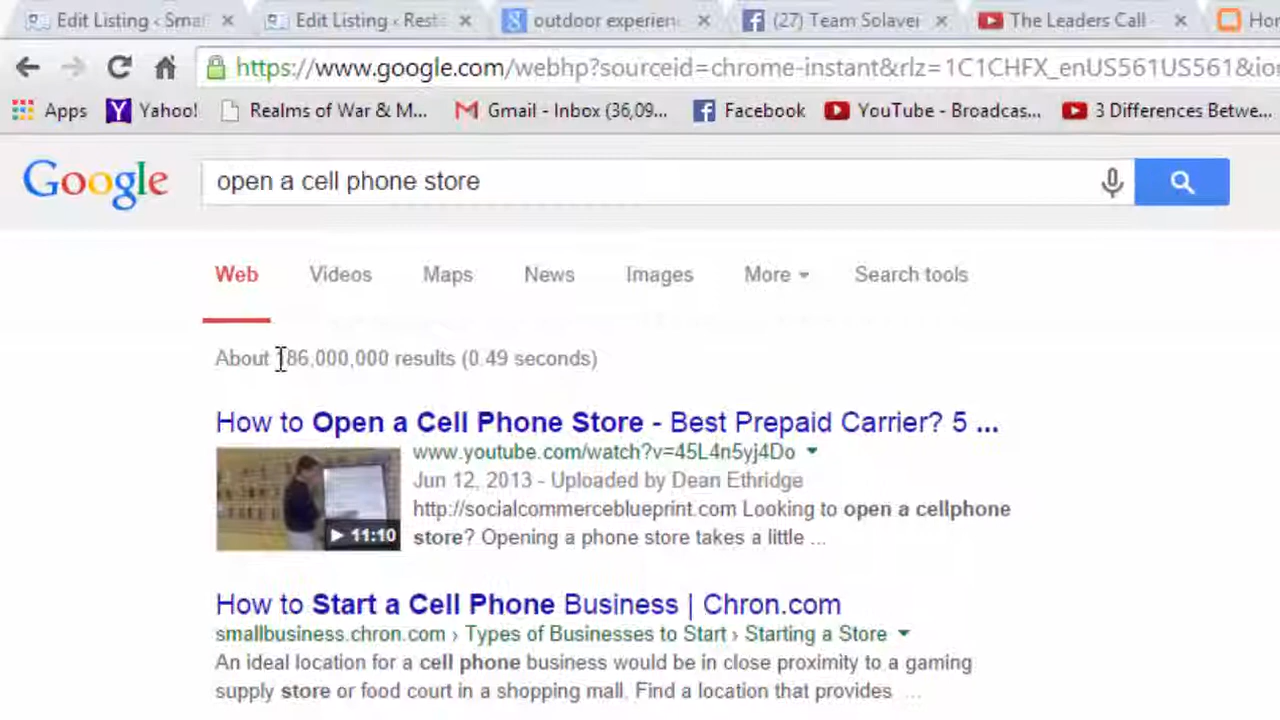 Edit Listing ‹ Smar
Edit Listing ‹ Rest
outdoor experien
(27) Team Solavei
The Leaders Call -
Hor
https://www.google.com/webhp?sourceid=chrome-instant&rlz=1C1CHFX_enUS561US561&ion
Apps
Yahoo!
Realms of War & M...
Gmail - Inbox (36,09...
Facebook
YouTube - Broadcas...
3 Differences Betwe...
Google
open a cell phone store
Web
Videos
Maps
News
Images
More
Search tools
About 186,000,000 results (0.49 seconds)
How to Open a Cell Phone Store - Best Prepaid Carrier? 5 ...
www.youtube.com/watch?v=45L4n5yj4Do
Jun 12, 2013 - Uploaded by Dean Ethridge
http://socialcommerceblueprint.com Looking to open a cellphone
store? Opening a phone store takes a little ...
11:10
How to Start a Cell Phone Business | Chron.com
smallbusiness.chron.com › Types of Businesses to Start › Starting a Store
An ideal location for a cell phone business would be in close proximity to a gaming
supply store or food court in a shopping mall. Find a location that provides ...